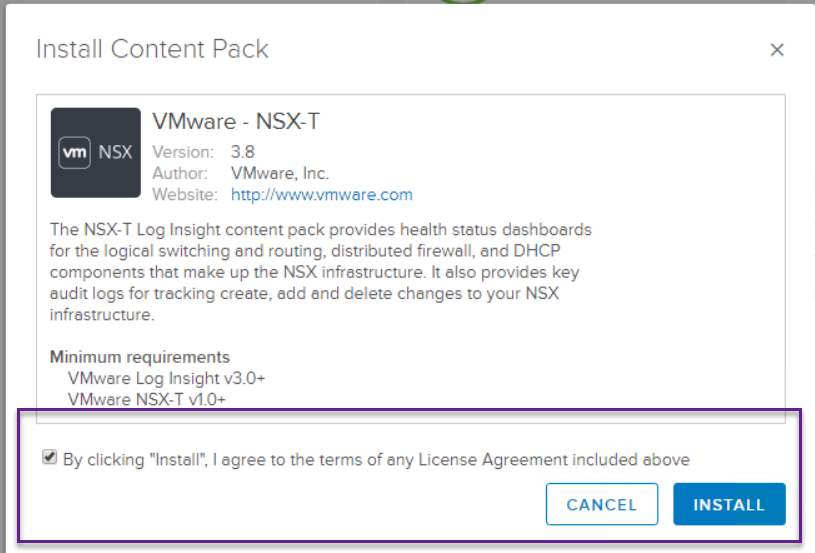 Install Content Pack
×
vm NSX
VMware - NSX-T
Version: 3.8
Author: VMware, Inc.
Website: http://www.vmware.com
The NSX-T Log Insight content pack provides health status dashboards
for the logical switching and routing, distributed firewall, and DHCP
components that make up the NSX infrastructure. It also provides key
audit logs for tracking create, add and delete changes to your NSX
infrastructure.
Minimum requirements
VMware Log Insight v3.0+
VMware NSX-T v1.0+
By clicking "Install", I agree to the terms of any License Agreement included above
CANCEL INSTALL